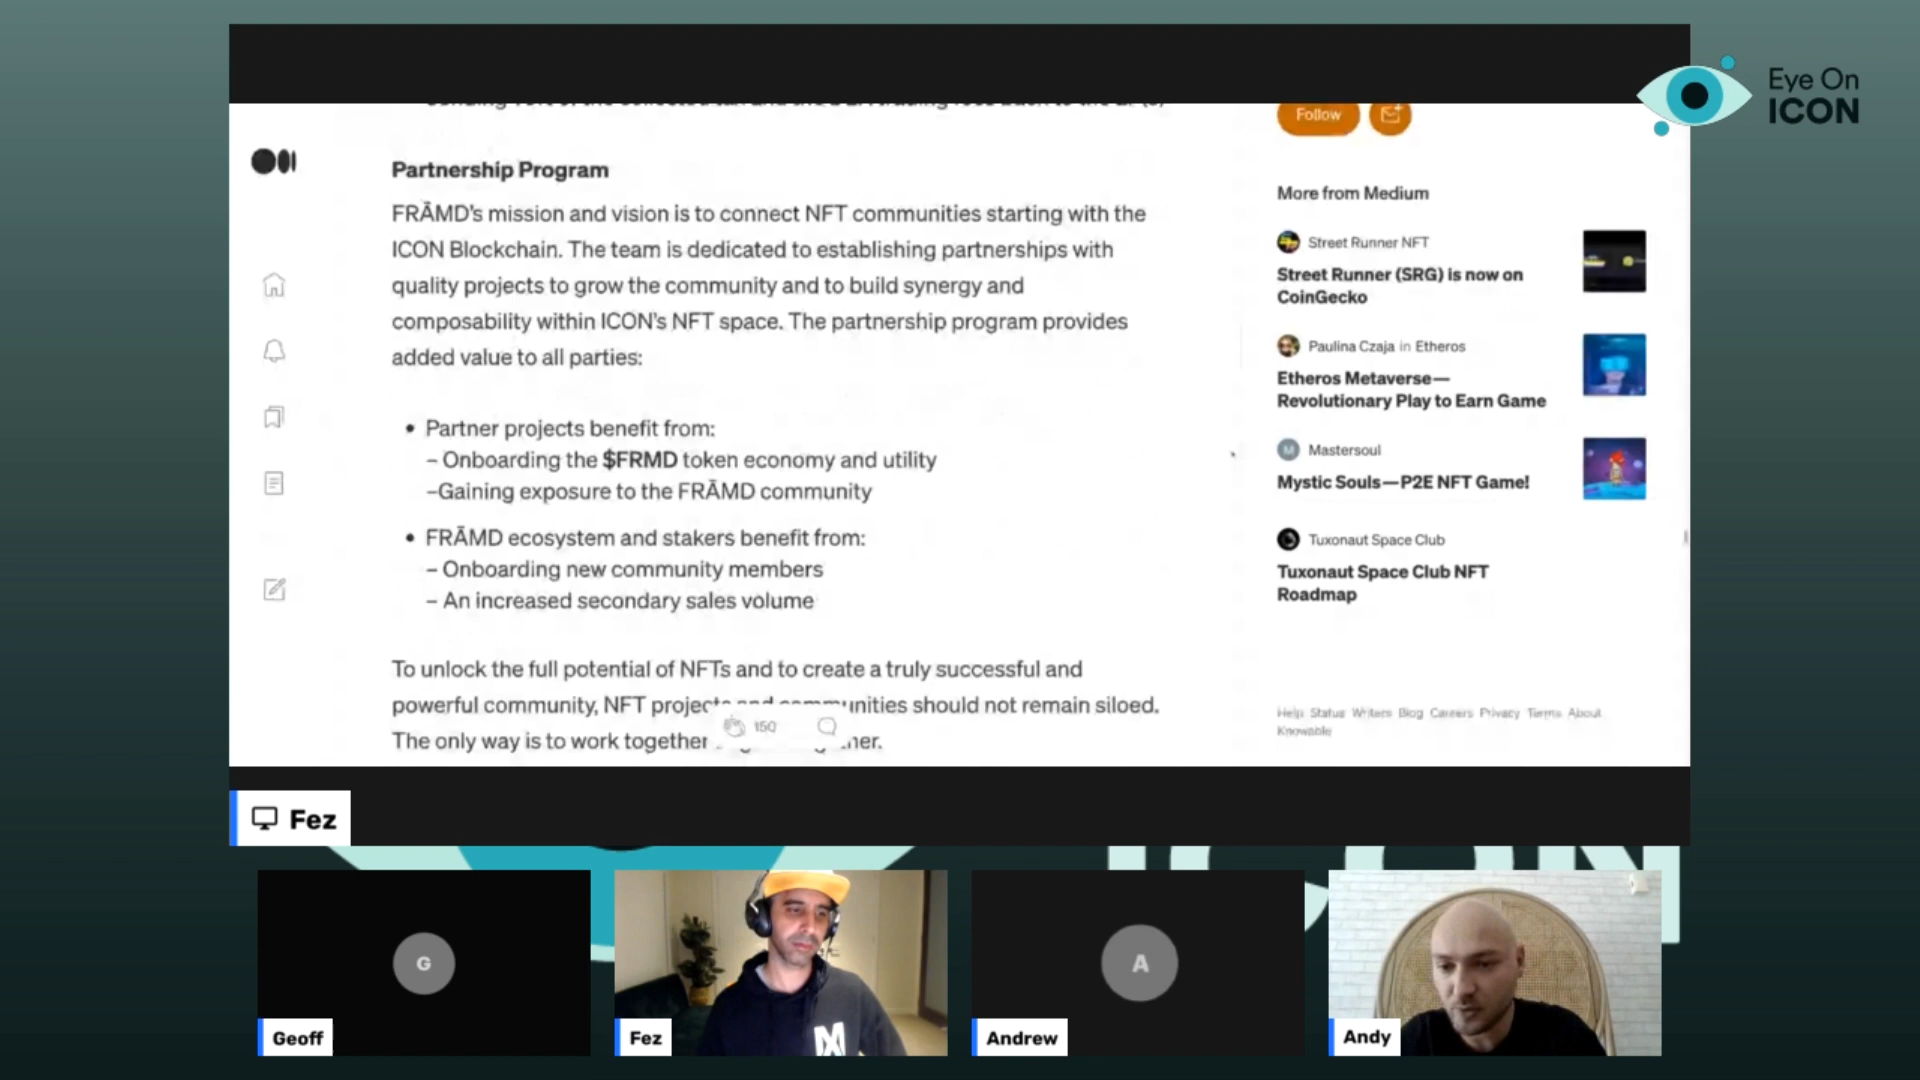 Eye On
ICON
Follow
Partnership Program
FRĀMD's mission and vision is to connect NFT communities starting with the
ICON Blockchain. The team is dedicated to establishing partnerships with
quality projects to grow the community and to build synergy and
composability within ICON's NFT space. The partnership program provides
added value to all parties:
• Partner projects benefit from:
– Onboarding the $FRMD token economy and utility
–Gaining exposure to the FRĀMD community
• FRĀMD ecosystem and stakers benefit from:
– Onboarding new community members
– An increased secondary sales volume
To unlock the full potential of NFTs and to create a truly successful and
powerful community, NFT projects and communities should not remain siloed.
The only way is to work together
150
More from Medium
Street Runner NFT
Street Runner (SRG) is now on
CoinGecko
Paulina Czaja in Etheros
Etheros Metaverse—
Revolutionary Play to Earn Game
M
Mastersoul
Mystic Souls—P2E NFT Game!
Tuxonaut Space Club
Tuxonaut Space Club NFT
Roadmap
Help Status Writers Blog Careers Privacy Terms About
Knowable
Fez
G
Geoff
Fez
A
Andrew
Andy